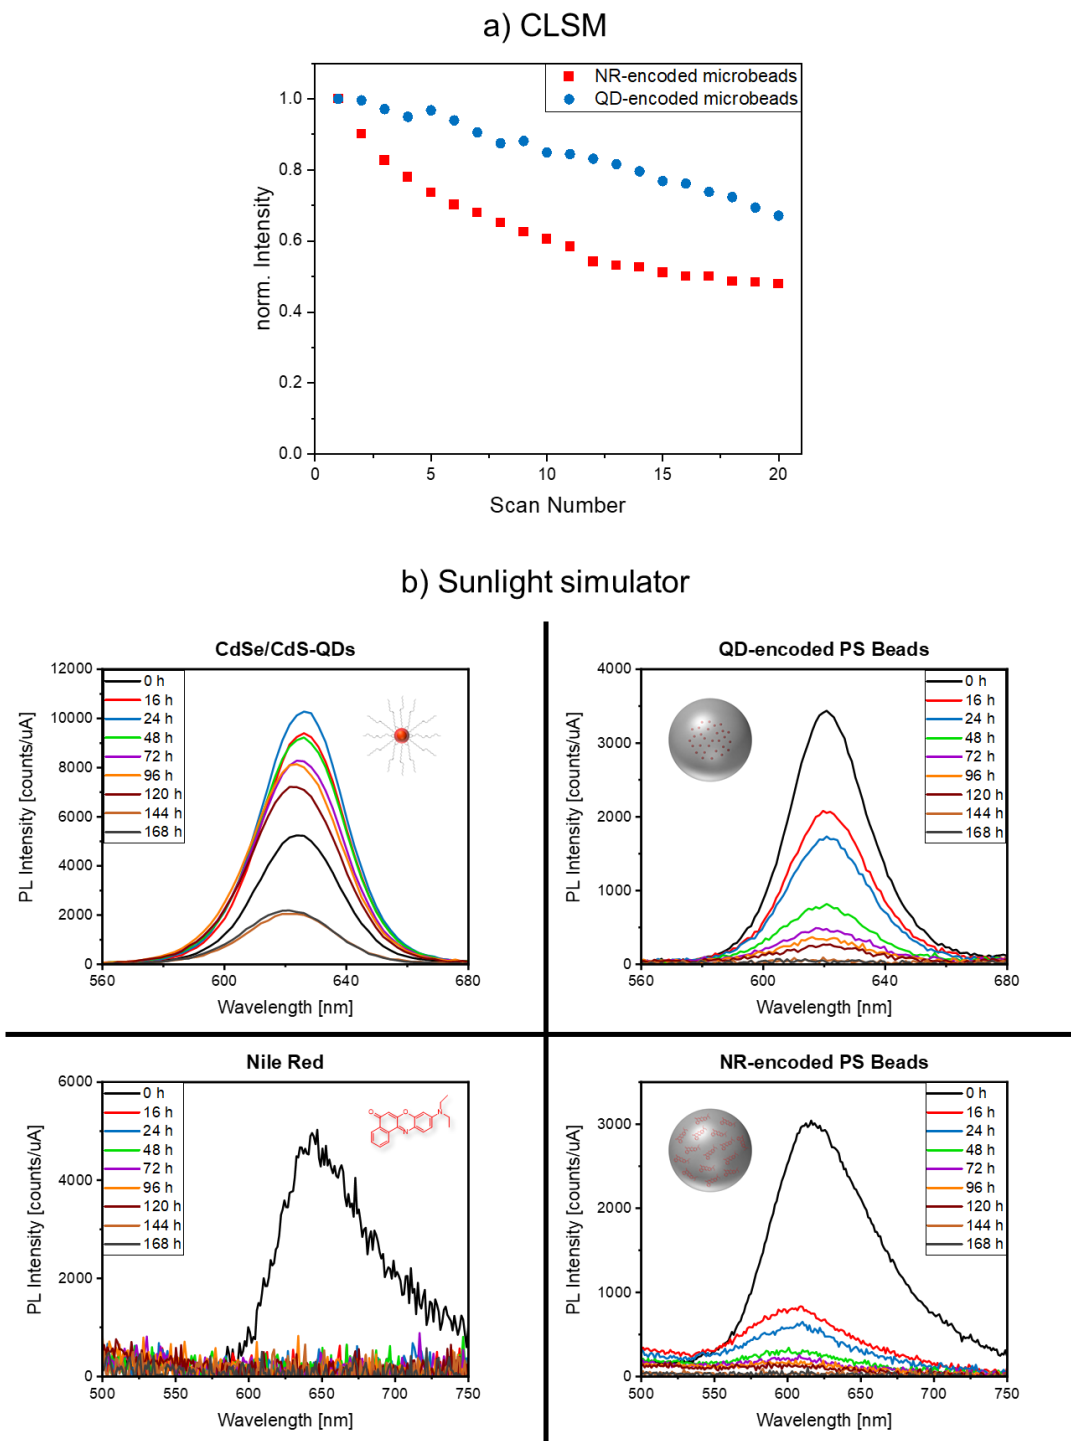 a) CLSM
NR-encoded microbeads
QD-encoded microbeads
1.0
0.8
0.6
0.4
0.2
0.0
norm. Intensity
0 5 10 15 20
Scan Number
b) Sunlight simulator
CdSe/CdS-QDs
12000
10000
8000
6000
4000
2000
0
PL Intensity [counts/uA]
0 h
16 h
24 h
48 h
72 h
96 h
120 h
144 h
168 h
560 600 640 680
Wavelength [nm]
QD-encoded PS Beads
4000
3000
2000
1000
0
PL Intensity [counts/uA]
0 h
16 h
24 h
48 h
72 h
96 h
120 h
144 h
168 h
560 600 640 680
Wavelength [nm]
Nile Red
6000
4000
2000
0
PL Intensity [counts/uA]
0 h
16 h
24 h
48 h
72 h
96 h
120 h
144 h
168 h
O
O
N
N
500 550 600 650 700 750
Wavelength [nm]
NR-encoded PS Beads
3000
2000
1000
0
PL Intensity [counts/uA]
0 h
16 h
24 h
48 h
72 h
96 h
120 h
144 h
168 h
500 550 600 650 700 750
Wavelength [nm]